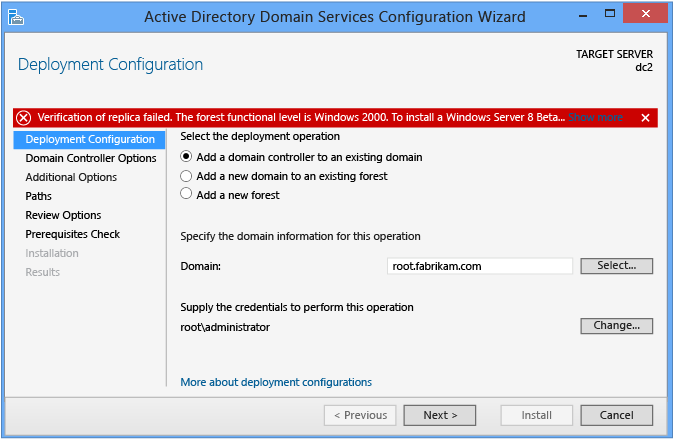 Active Directory Domain Services Configuration Wizard
Deployment Configuration
TARGET SERVER
dc2
Verification of replica failed. The forest functional level is Windows 2000. To install a Windows Server 8 Beta... Show more
Deployment Configuration
Domain Controller Options
Additional Options
Paths
Review Options
Prerequisites Check
Installation
Results
Select the deployment operation
Add a domain controller to an existing domain
Add a new domain to an existing forest
Add a new forest
Specify the domain information for this operation
Domain: root.fabrikam.com Select...
Supply the credentials to perform this operation
root\administrator Change...
More about deployment configurations
< Previous Next > Install Cancel